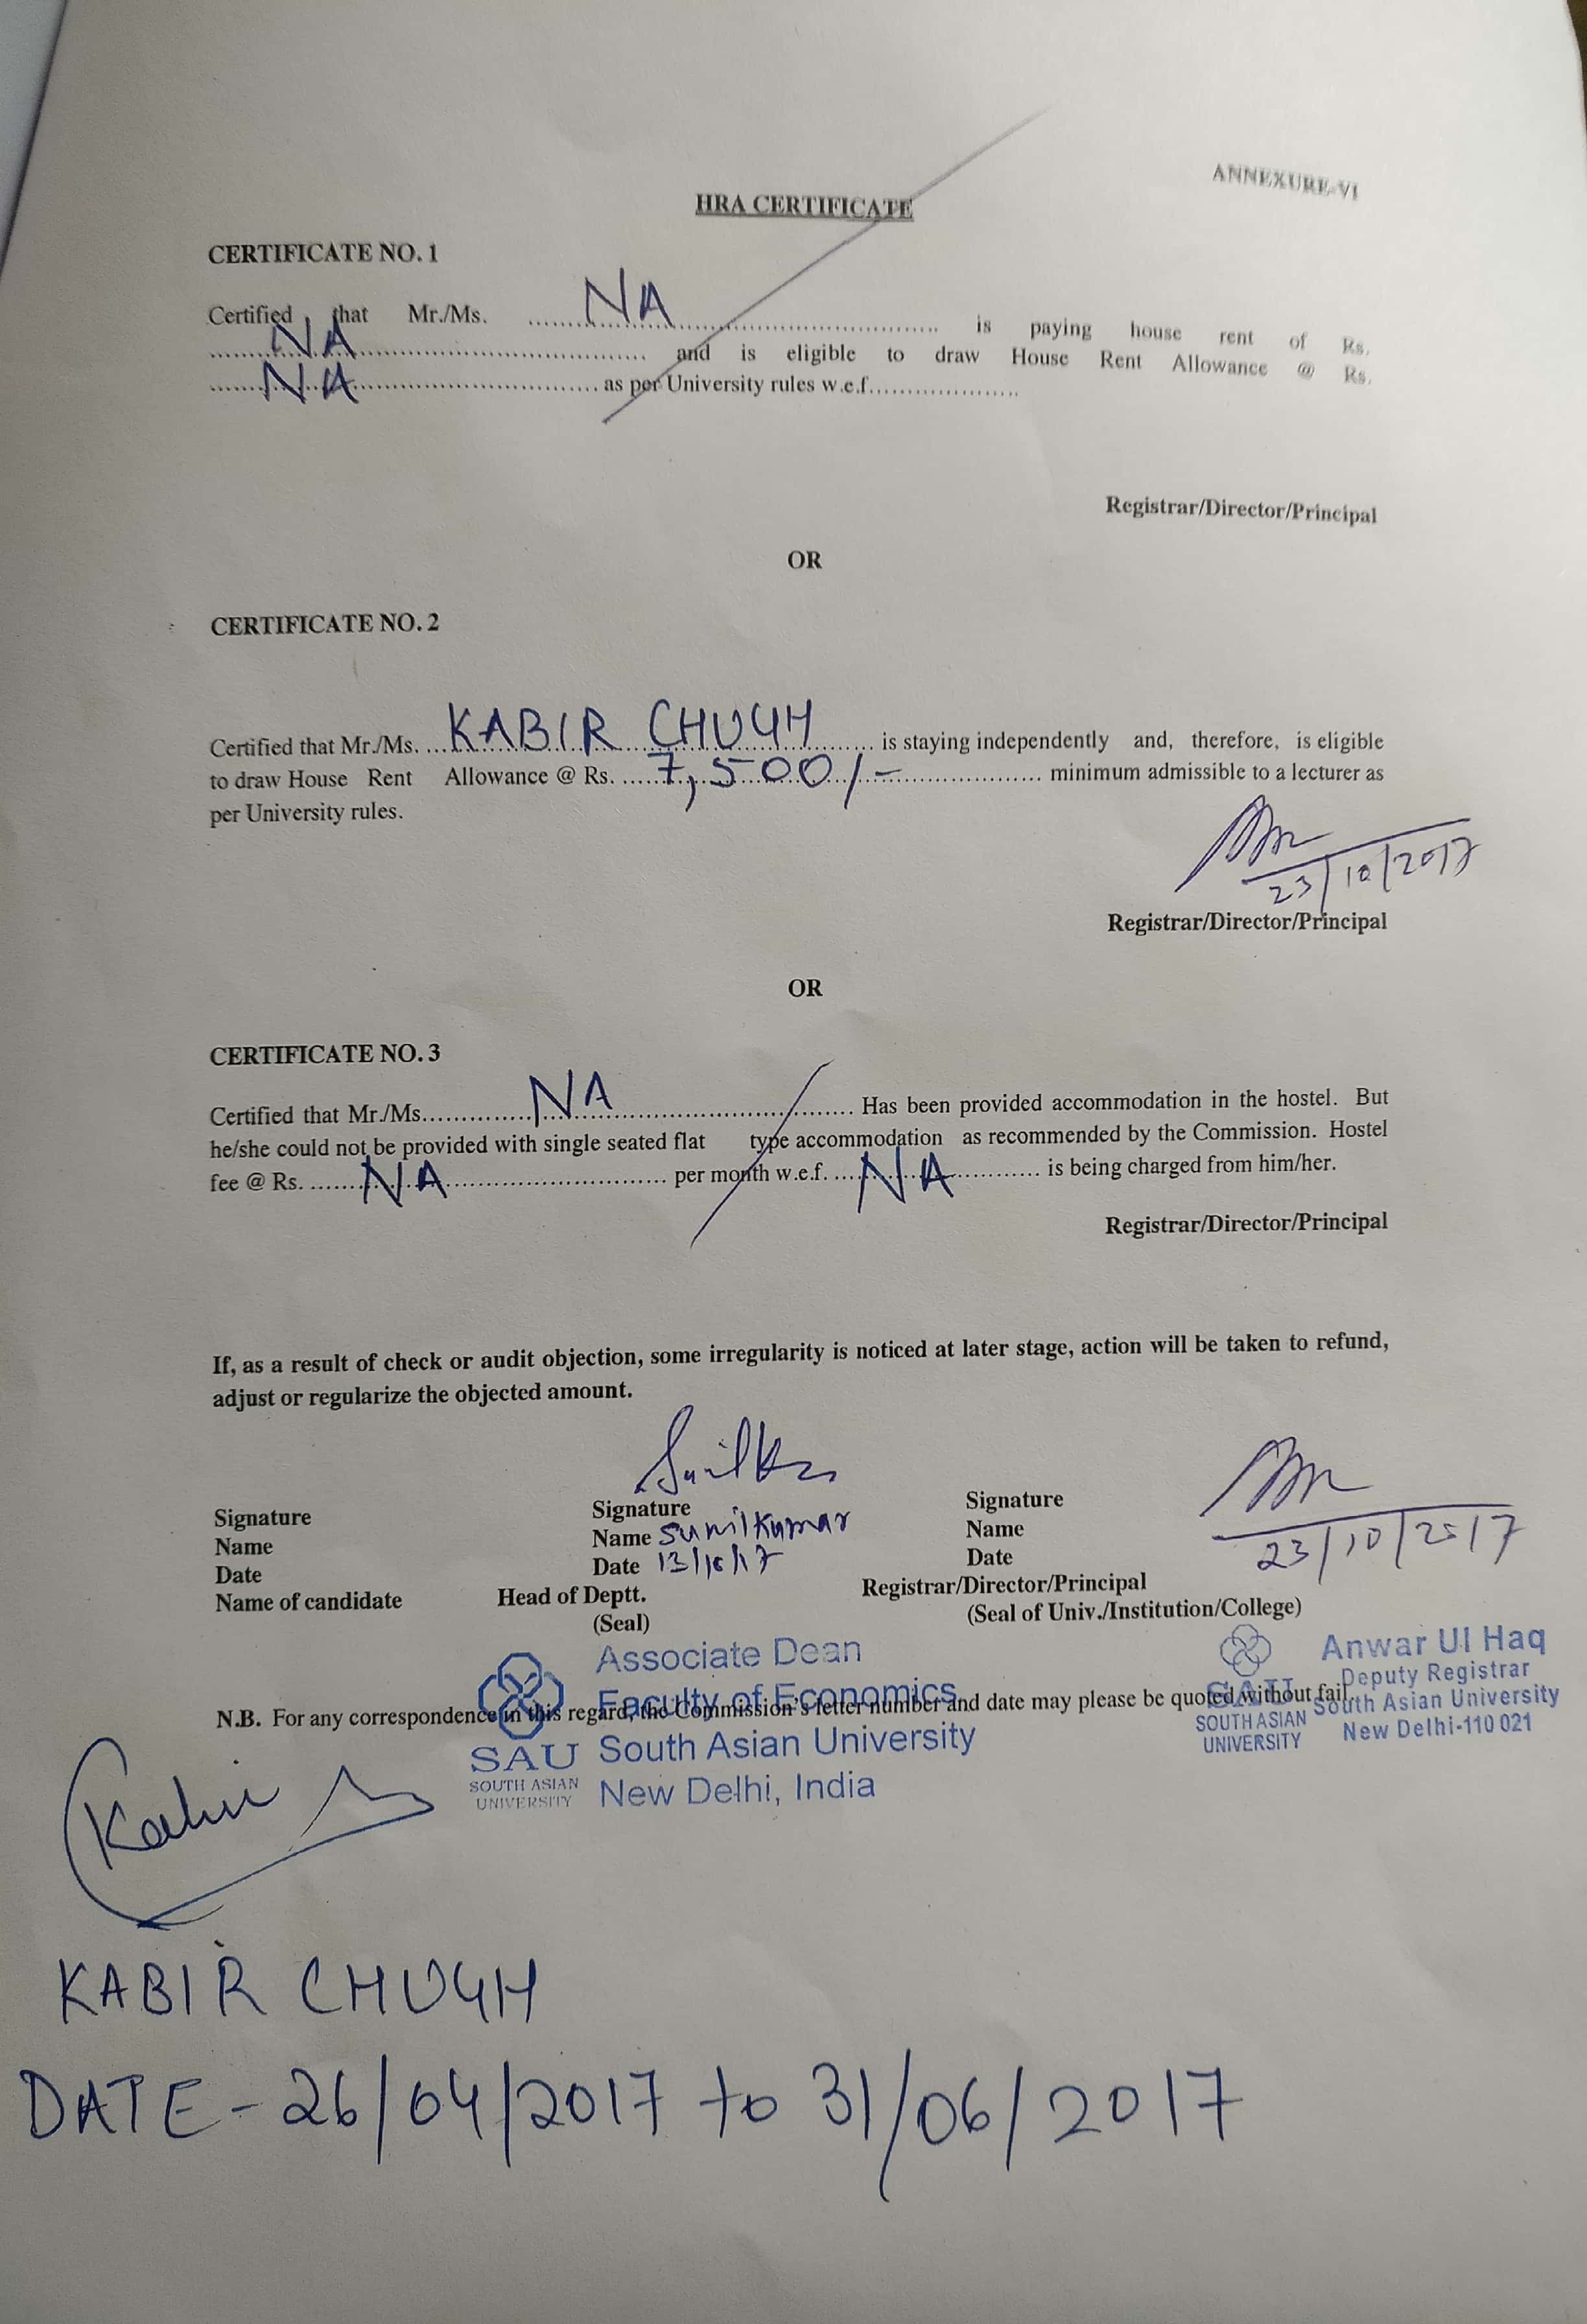 ANNEXURE-VI
HRA CERTIFICATE
CERTIFICATE NO. 1
Certified that Mr./Ms. ....NA.................... is paying house rent of Rs.
......NA.............................. and is eligible to draw House Rent Allowance @ Rs.
......NA.............................. as per University rules w.e.f.....................
Registrar/Director/Principal
OR
CERTIFICATE NO. 2
Certified that Mr./Ms. ...KABIR CHUGH........ is staying independently and, therefore, is eligible
to draw House Rent Allowance @ Rs. .....7,500/-.................... minimum admissible to a lecturer as
per University rules.
23/10/2017
Registrar/Director/Principal
OR
CERTIFICATE NO. 3
Certified that Mr./Ms...............NA............................... Has been provided accommodation in the hostel. But
he/she could not be provided with single seated flat type accommodation as recommended by the Commission. Hostel
fee @ Rs. .......NA.............................. per month w.e.f. ....NA............... is being charged from him/her.
Registrar/Director/Principal
If, as a result of check or audit objection, some irregularity is noticed at later stage, action will be taken to refund,
adjust or regularize the objected amount.
Sunil Kr
Signature Signature Signature
Name Name Sunil Kumar Name
Date Date 13/10/17 Date 23/10/2017
Name of candidate Head of Deptt. Registrar/Director/Principal
(Seal) (Seal of Univ./Institution/College)
Associate Dean
Faculty of Economics
SAU South Asian University
SOUTH ASIAN UNIVERSITY New Delhi, India
Anwar Ul Haq
Deputy Registrar
SAU South Asian University
SOUTH ASIAN UNIVERSITY New Delhi-110 021
N.B. For any correspondence in this regard, the Commission's letter number and date may please be quoted without fail.
Kabir
KABIR CHUGH
DATE - 26/04/2017 to 31/06/2017